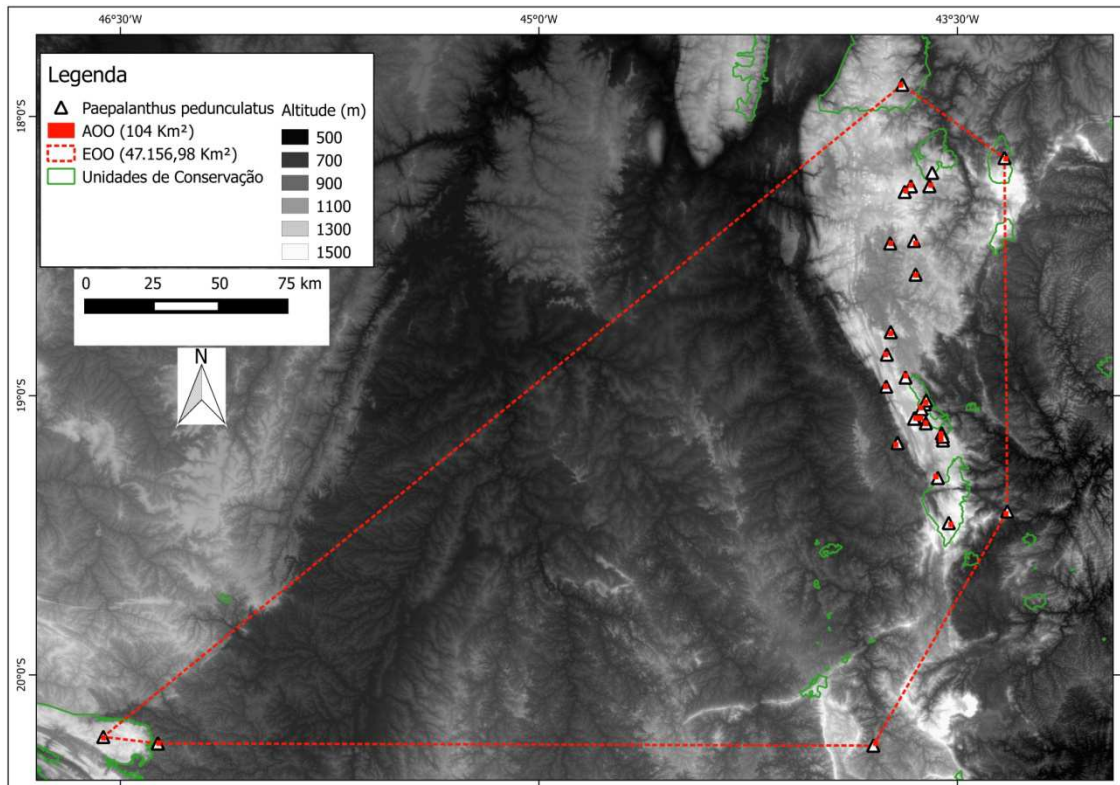 46°30'W 45°0'W 43°30'W
Legenda
Paepalanthus pedunculatus
AOO (104 Km²)
EOO (47.156,98 Km²)
Unidades de Conservação
Altitude (m)
500
700
900
1100
1300
1500
0 25 50 75 km
N
18°0'S
19°0'S
20°0'S